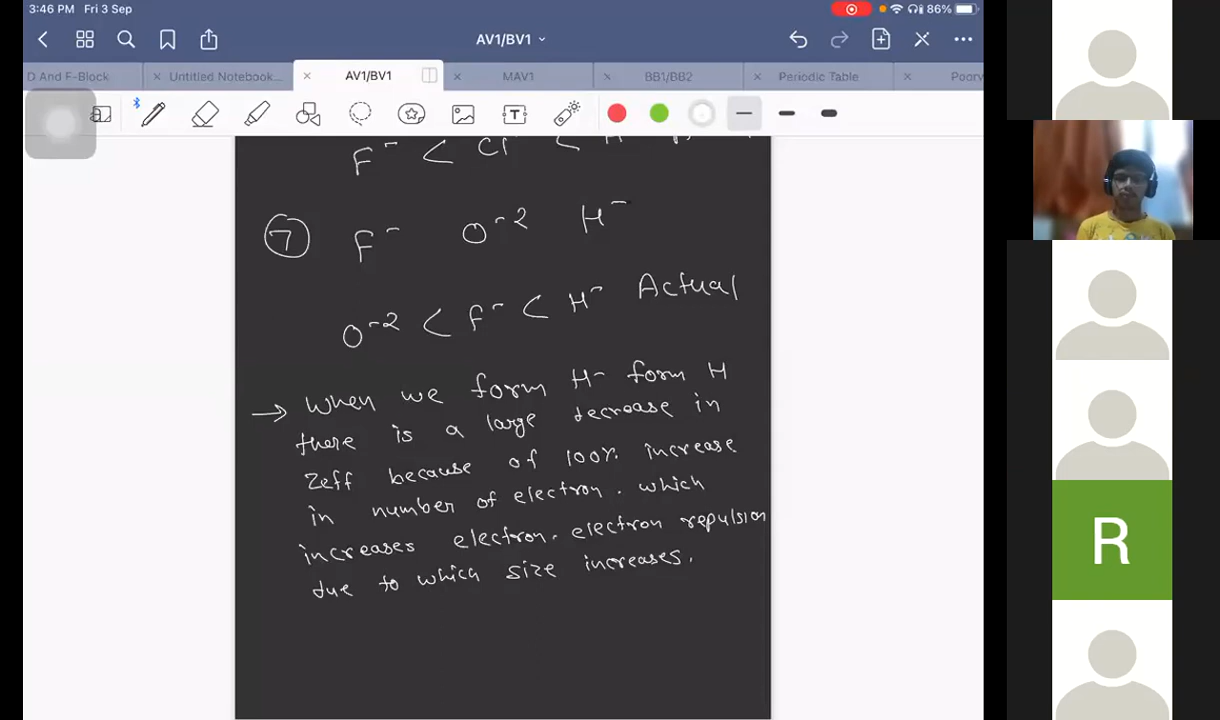 3:46 PM Fri 3 Sep
86%
AV1/BV1
D And F-Block
Untitled Notebook...
AV1/BV1
MAV1
BB1/BB2
Periodic Table
Poorv
F⁻ < Cl⁻ < H⁻
7 F⁻ O⁻² H⁻
O⁻² < F⁻ < H⁻ Actual
→ When we form H⁻ form H
there is a large decrease in
Zeff because of 100% increase
in number of electron. which
increases electron-electron repulsion
due to which size increases.
R